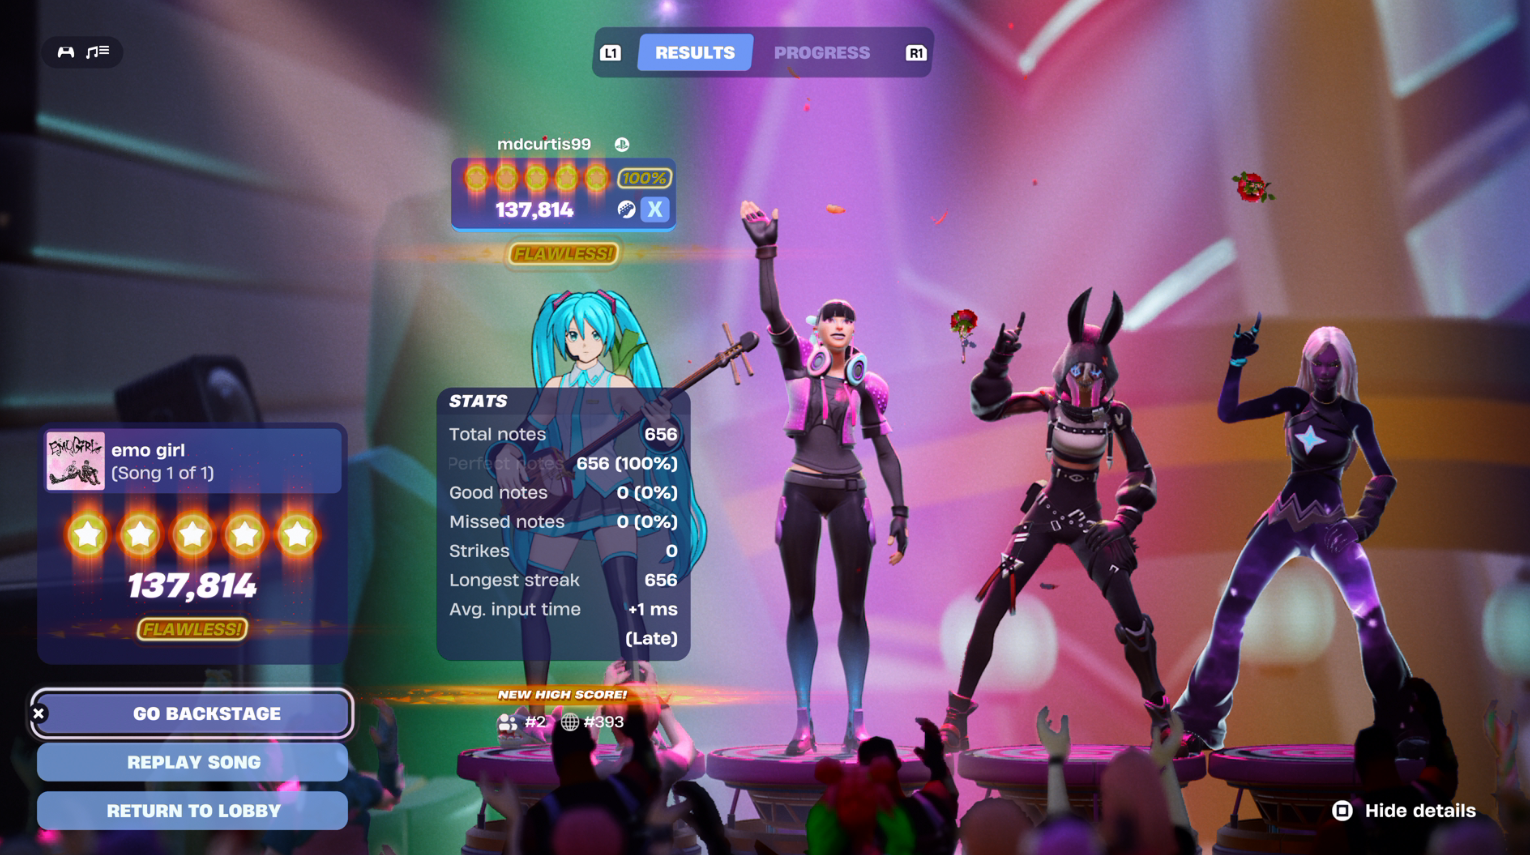 L1
RESULTS
PROGRESS
R1
mdcurtis99
100%
137,814
X
FLAWLESS!
STATS
Total notes 656
Perfect notes 656 (100%)
Good notes 0 (0%)
Missed notes 0 (0%)
Strikes 0
Longest streak 656
Avg. input time +1 ms
(Late)
NEW HIGH SCORE!
#2 #393
EMO GIRL
emo girl
(Song 1 of 1)
137,814
FLAWLESS!
GO BACKSTAGE
REPLAY SONG
RETURN TO LOBBY
Hide details